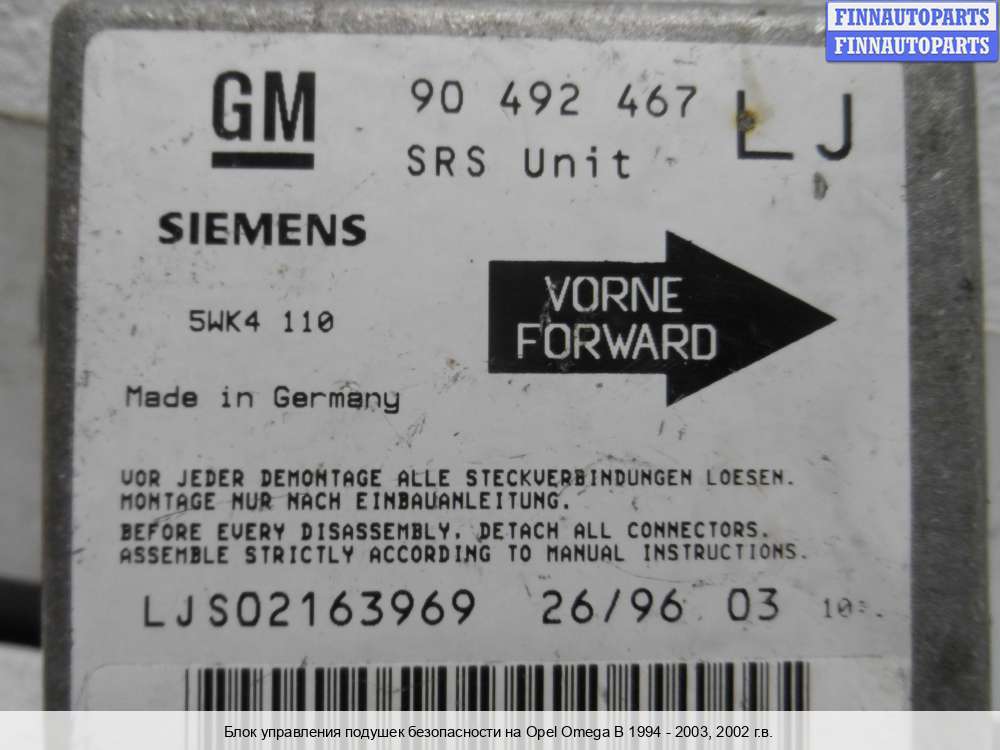 FINNAUTOPARTS
FINNAUTOPARTS
GM
90 492 467
LJ
SRS Unit
SIEMENS
VORNE
FORWARD
5WK4 110
Made in Germany
VOR JEDER DEMONTAGE ALLE STECKVERBINDUNGEN LOESEN.
MONTAGE NUR NACH EINBAUANLEITUNG.
BEFORE EVERY DISASSEMBLY, DETACH ALL CONNECTORS.
ASSEMBLE STRICTLY ACCORDING TO MANUAL INSTRUCTIONS.
LJS02163969 26/96 03
Блок управления подушек безопасности на Opel Omega B 1994 - 2003, 2002 г.в.